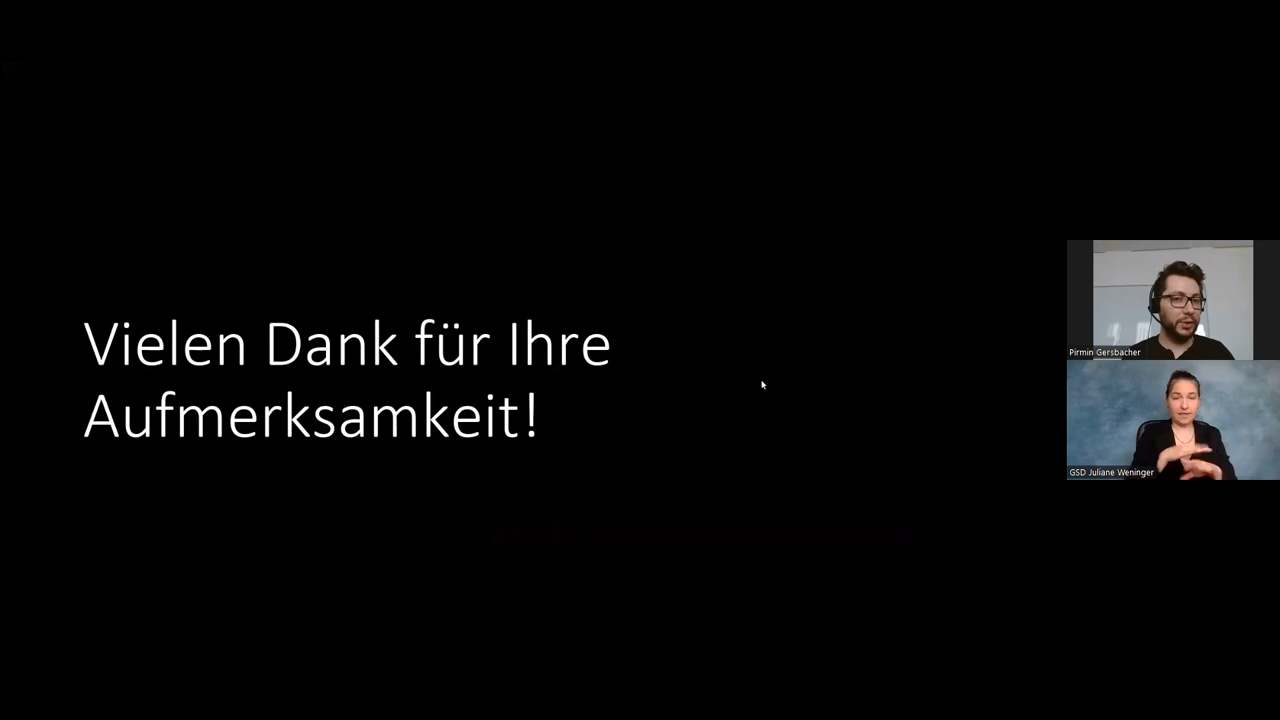 Vielen Dank für Ihre
Aufmerksamkeit!
Pirmin Gersbacher
GSD Juliane Weninger